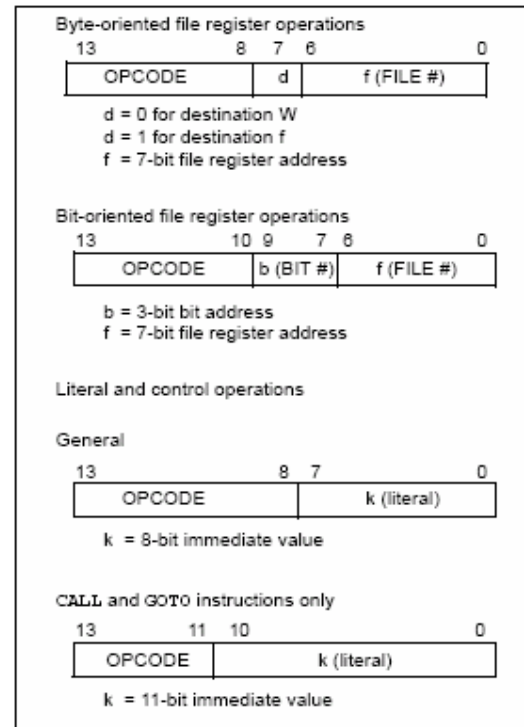 Byte-oriented file register operations
13 8 7 6 0
OPCODE d f (FILE #)
d = 0 for destination W
d = 1 for destination f
f = 7-bit file register address
Bit-oriented file register operations
13 10 9 7 6 0
OPCODE b (BIT #) f (FILE #)
b = 3-bit bit address
f = 7-bit file register address
Literal and control operations
General
13 8 7 0
OPCODE k (literal)
k = 8-bit immediate value
CALL and GOTO instructions only
13 11 10 0
OPCODE k (literal)
k = 11-bit immediate value